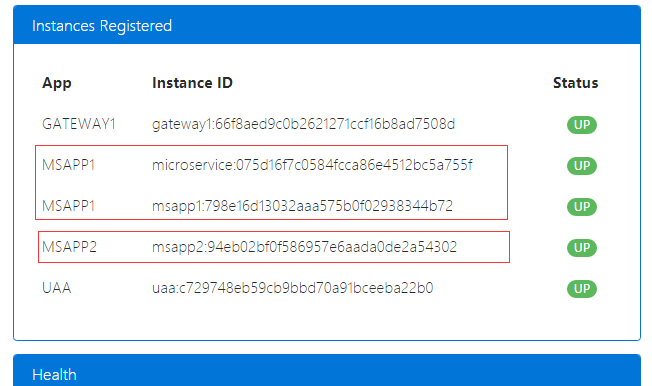 Instances Registered
App Instance ID Status
GATEWAY1 gateway1:66f8aed9c0b2621271ccf16b8ad7508d UP
MSAPP1 microservice:075d16f7c0584fcca86e4512bc5a755f UP
MSAPP1 msapp1:798e16d13032aaa575b0f02938344b72 UP
MSAPP2 msapp2:94eb02bf0f586957e6aada0de2a54302 UP
UAA uaa:c729748eb59cb9bbd70a91bceeba22b0 UP
Health